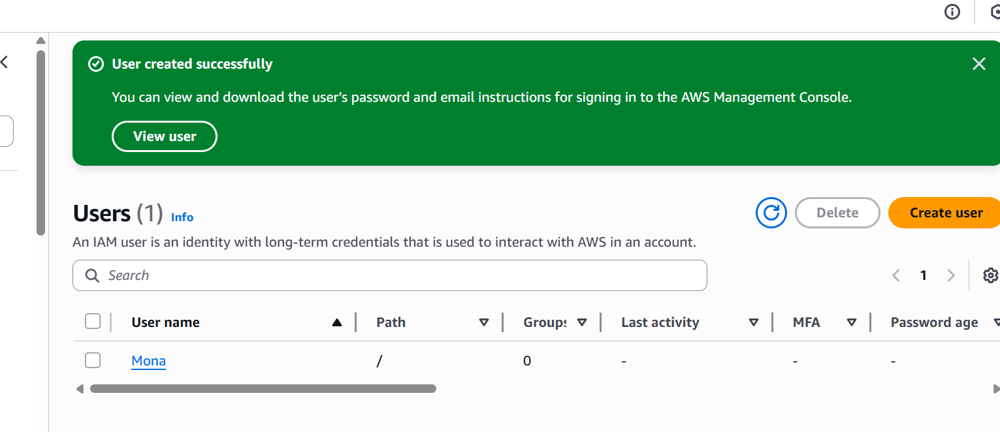 User created successfully
You can view and download the user's password and email instructions for signing in to the AWS Management Console.
View user
Users (1) Info
Delete
Create user
An IAM user is an identity with long-term credentials that is used to interact with AWS in an account.
Search
1
User name Path Groups Last activity MFA Password age
Mona / 0 - - -